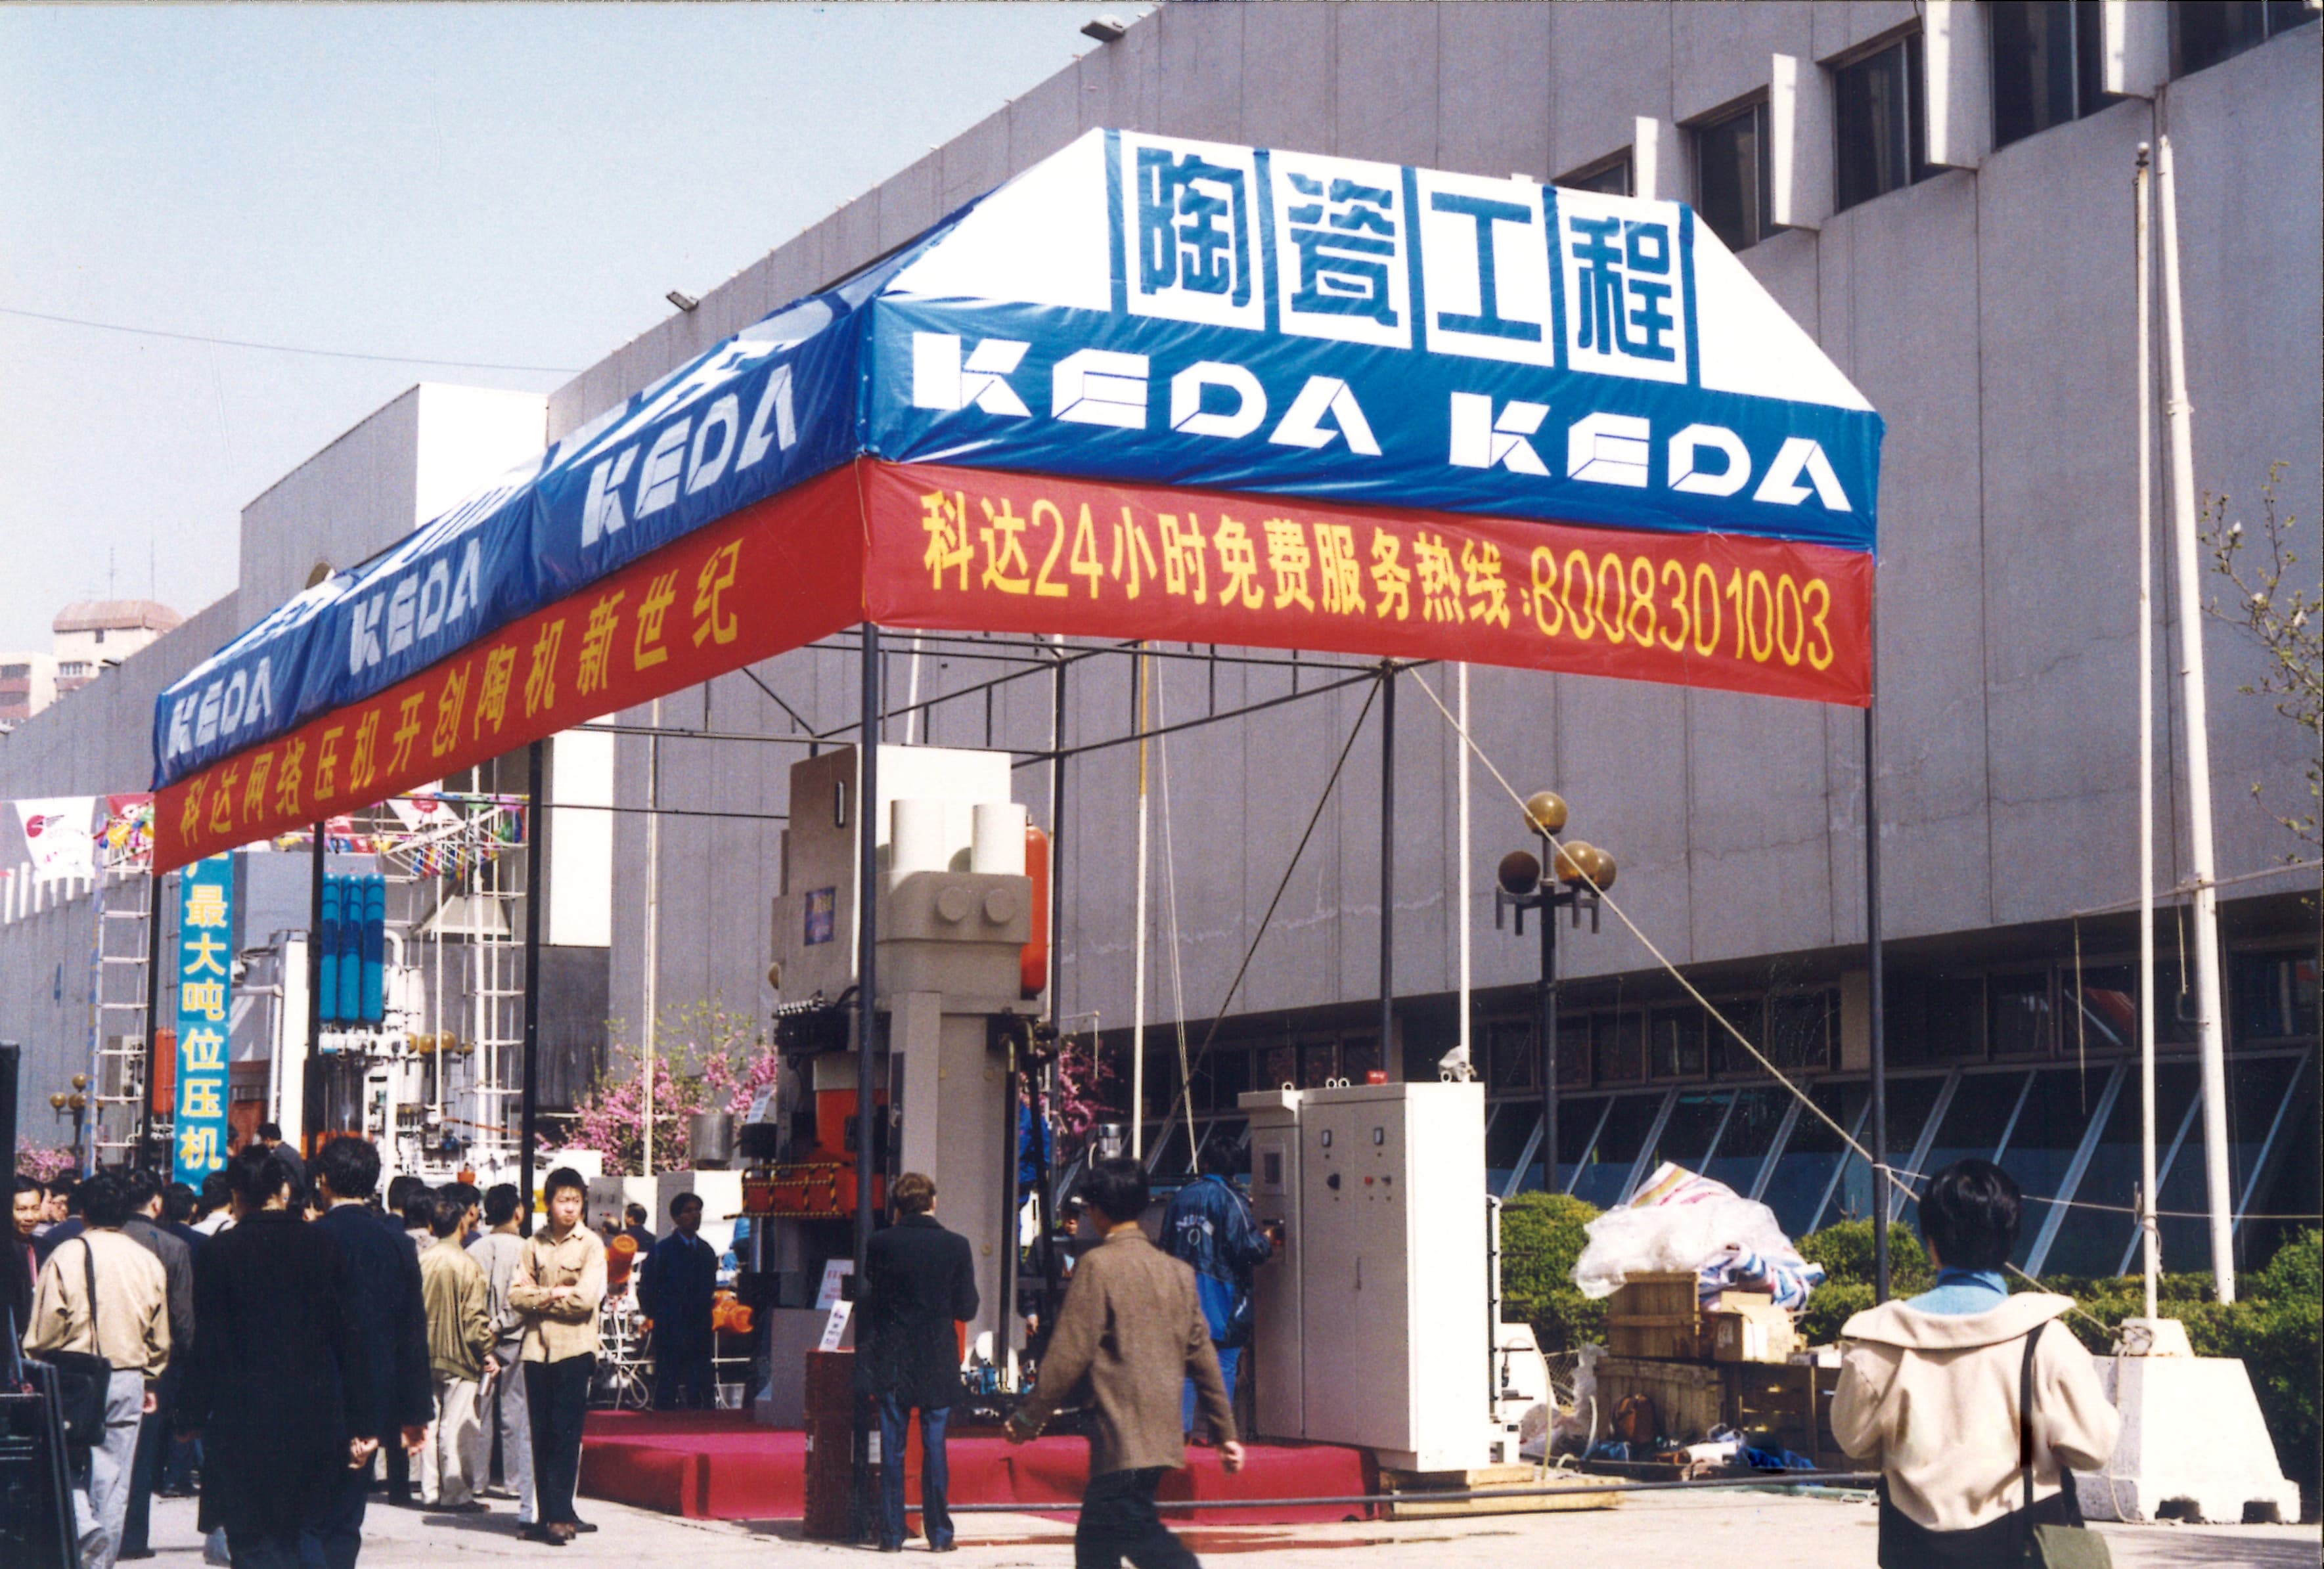 陶瓷工程
KEDA KEDA
科达24小时免费服务热线:8008301003
KEDA KEDA KEDA
科达网络压机开创陶机新世纪
最大吨位压机